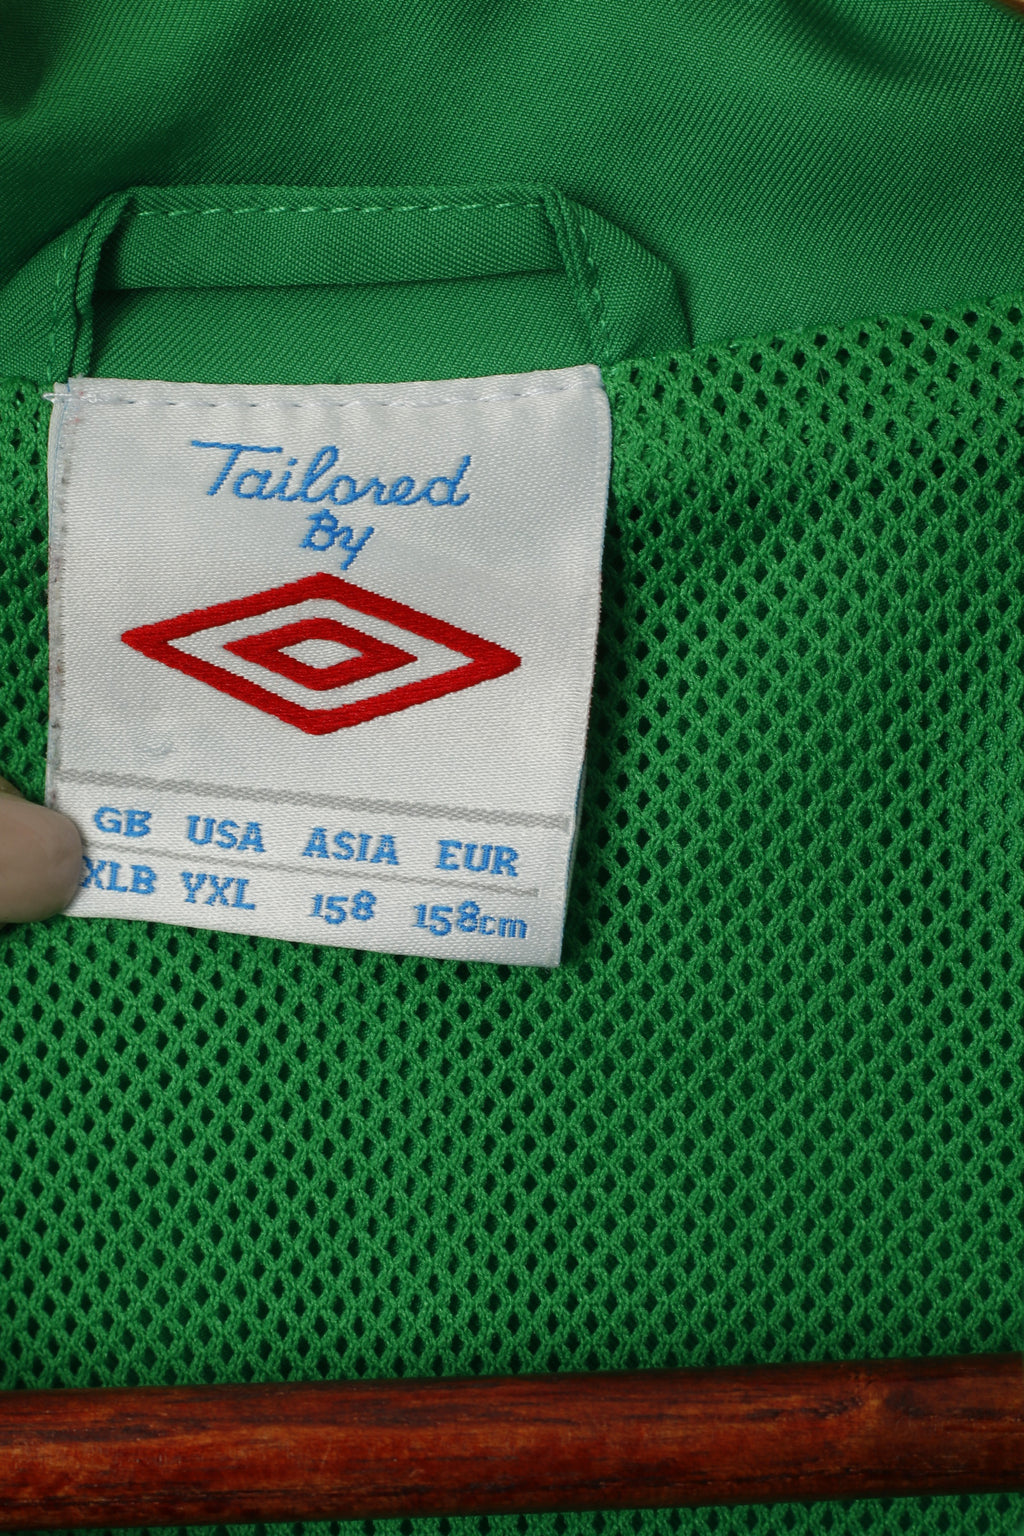 Tailored
By
GB USA ASIA EUR
XLB YXL 158 158cm